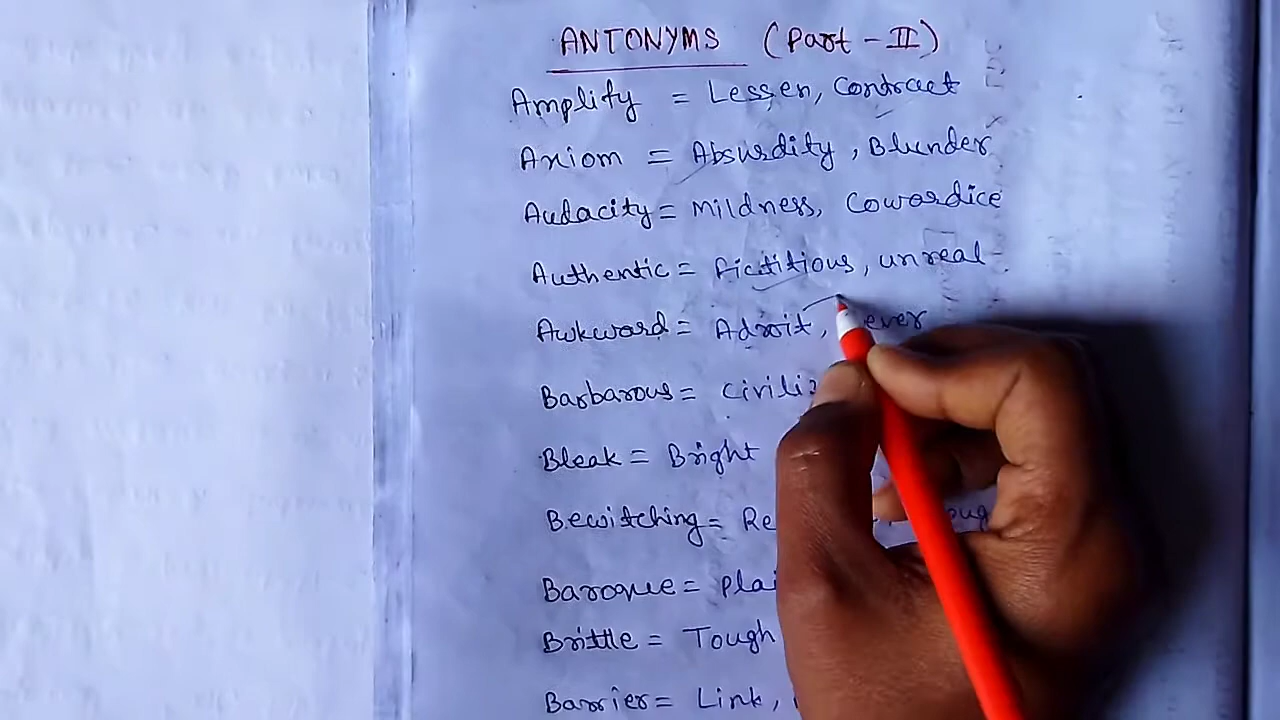 ANTONYMS (Part - II)
Amplify = Lessen, Contract
Axiom = Absurdity, Blunder
Audacity = Mildness, Cowardice
Authentic = Fictitious, unreal
Awkward = Adroit,
Barbarous =
Bleak = Bright
Bewitching =
Baroque =
Brittle = Tough
Barrier = Link,